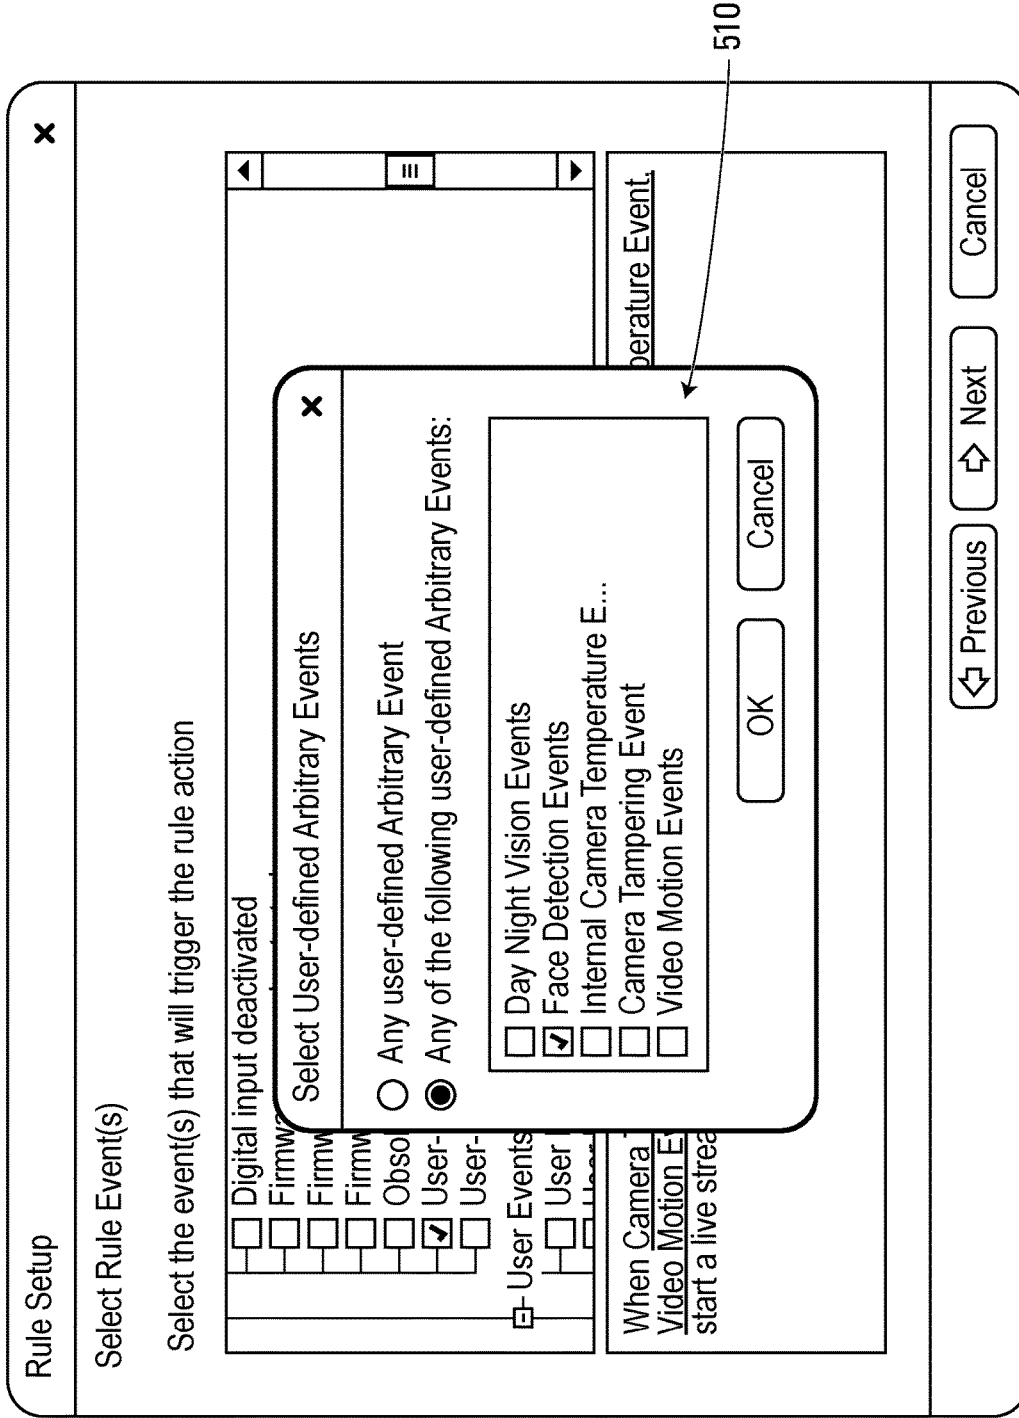 Rule Setup
Select Rule Event(s)
Select the event(s) that will trigger the rule action
Digital input deactivated
Firmwa
Firmw
Firmw
Obso
User-
User-
User Events
User
Select User-defined Arbitrary Events
Any user-defined Arbitrary Event
Any of the following user-defined Arbitrary Events:
Day Night Vision Events
Face Detection Events
Internal Camera Temperature E...
Camera Tampering Event
Video Motion Events
OK
Cancel
When Camera perature Event,
Video Motion Ev
start a live strea
Previous
Next
Cancel
510